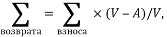 ∑возврата = ∑взноса × (V – A)/V,